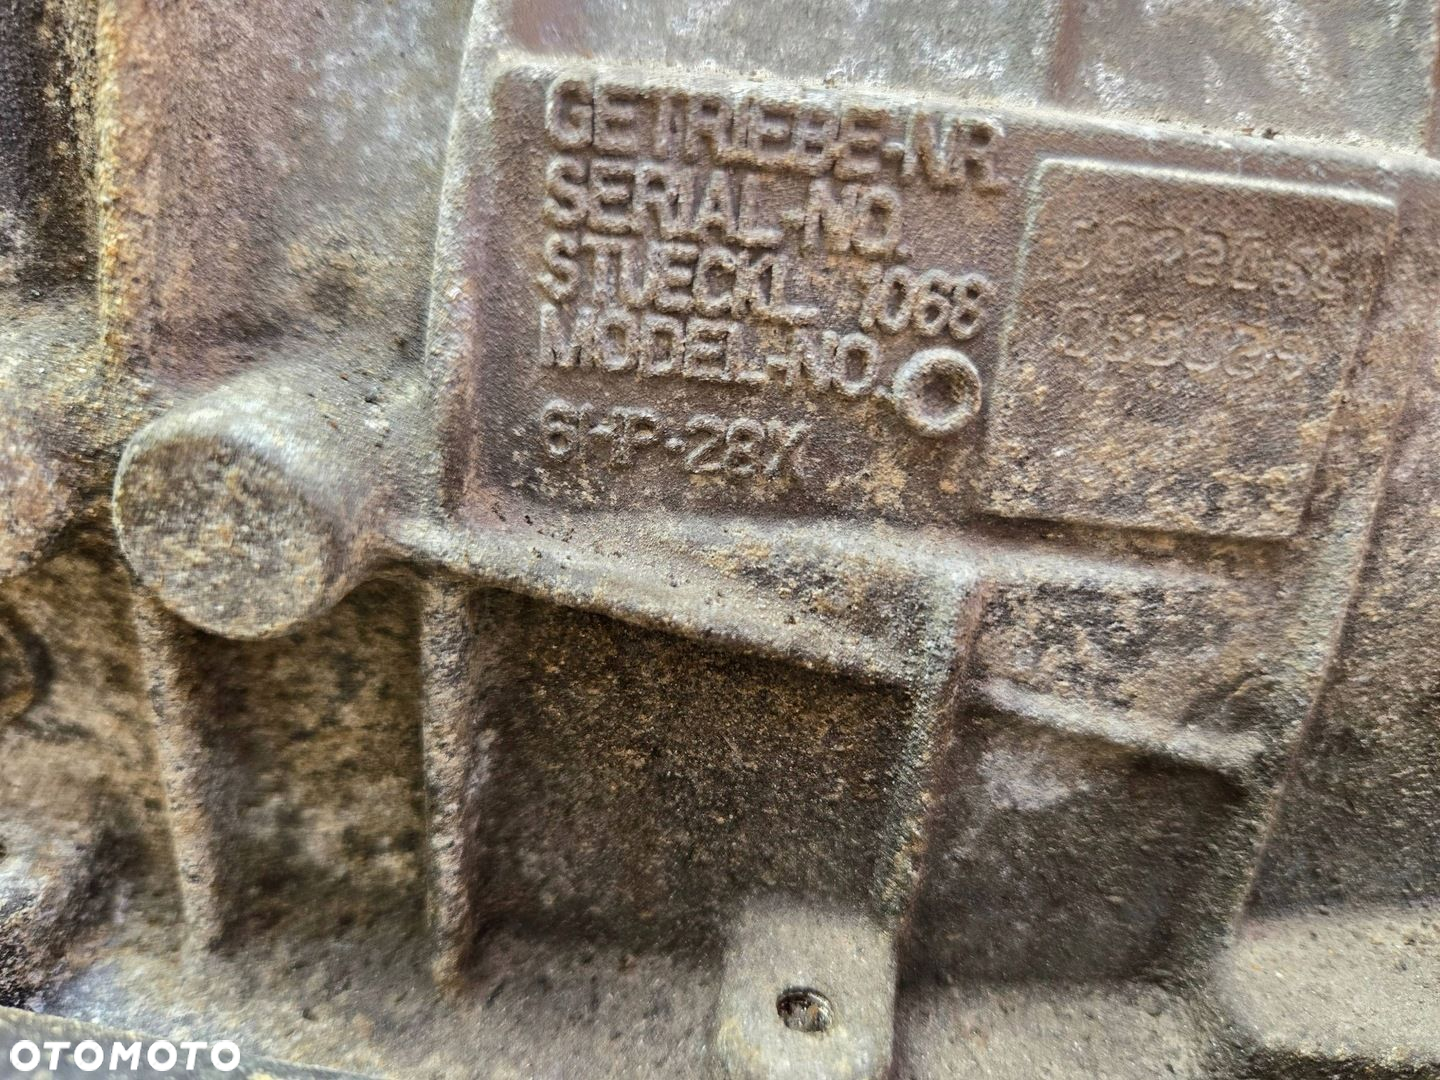 GETRIEBE-NR.
SERIAL-NO.
STUECKL. 1068
MODEL-NO.
6HP-28X
OTOMOTO